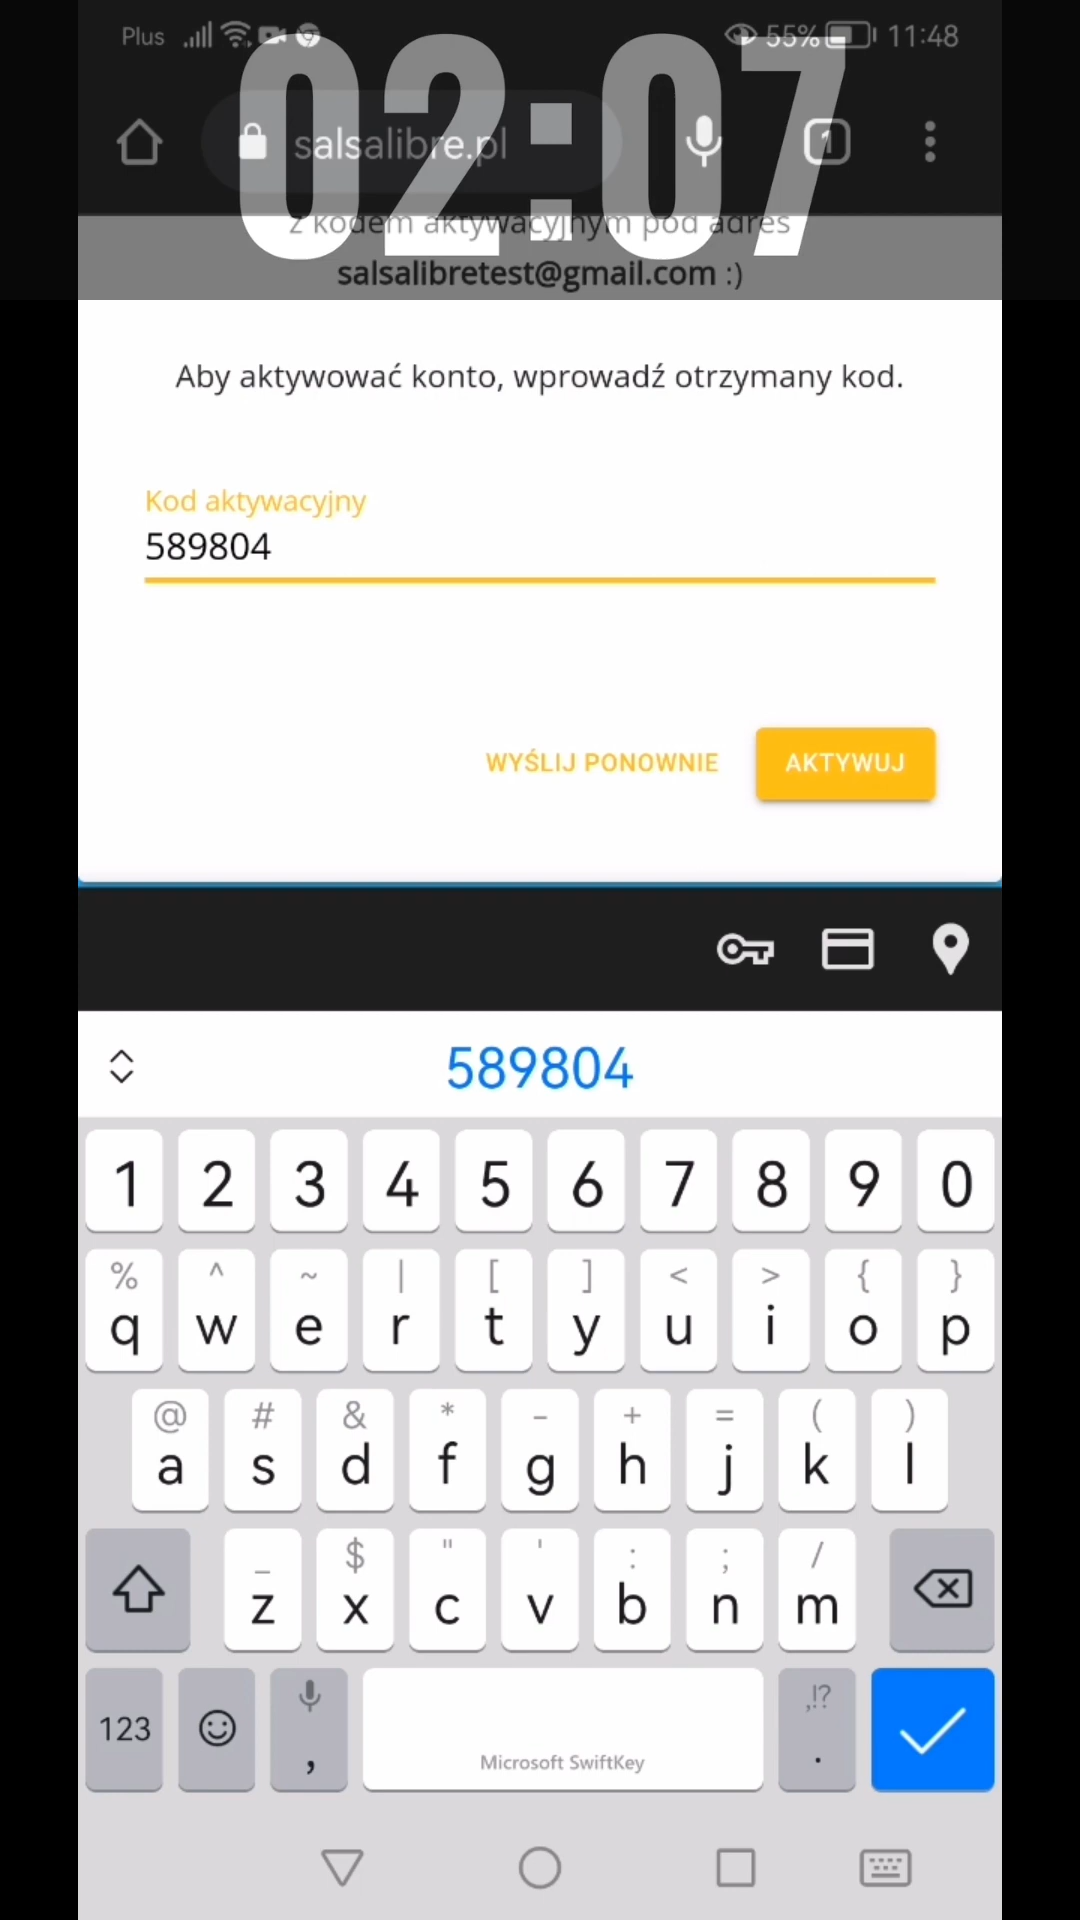 Plus 55% 11:48
02:07
salsalibre.pl 1
z kodem aktywacyjnym pod adres
salsalibretest@gmail.com :)
Aby aktywować konto, wprowadź otrzymany kod.
Kod aktywacyjny
589804
WYŚLIJ PONOWNIE AKTYWUJ
589804
1 2 3 4 5 6 7 8 9 0
% ^ ~ | [ ] < > { }
q w e r t y u i o p
@ # & * - + = ( )
a s d f g h j k l
_ $ " ' : ; /
z x c v b n m
,!?
123 , Microsoft SwiftKey .